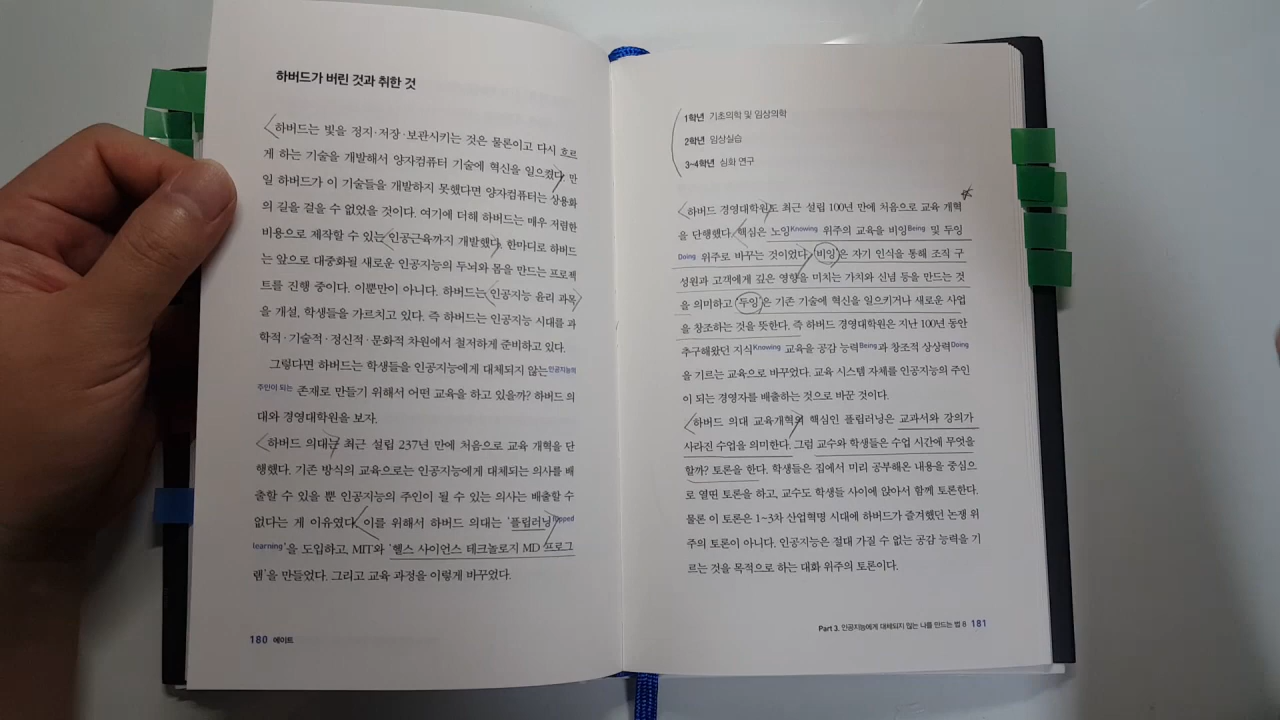 하버드가 버린 것과 취한 것
하버드는 빛을 정지·저장·보관시키는 것은 물론이고 다시 흐르
게 하는 기술을 개발해서 양자컴퓨터 기술에 혁신을 일으켰다. 만
일 하버드가 이 기술들을 개발하지 못했다면 양자컴퓨터는 상용화
의 길을 걸을 수 없었을 것이다. 여기에 더해 하버드는 매우 저렴한
비용으로 제작할 수 있는 인공근육까지 개발했다. 한마디로 하버드
는 앞으로 대중화될 새로운 인공지능의 두뇌와 몸을 만드는 프로젝
트를 진행 중이다. 이뿐만이 아니다. 하버드는 인공지능 윤리 과목
을 개설, 학생들을 가르치고 있다. 즉 하버드는 인공지능 시대를 과
학적·기술적·정신적·문화적 차원에서 철저하게 준비하고 있다.
그렇다면 하버드는 학생들을 인공지능에게 대체되지 않는인공지능의
주인이 되는 존재로 만들기 위해서 어떤 교육을 하고 있을까? 하버드 의
대와 경영대학원을 보자.
하버드 의대는 최근 설립 237년 만에 처음으로 교육 개혁을 단
행했다. 기존 방식의 교육으로는 인공지능에게 대체되는 의사를 배
출할 수 있을 뿐 인공지능의 주인이 될 수 있는 의사는 배출할 수
없다는 게 이유였다. 이를 위해서 하버드 의대는 '플립러닝flipped
learning'을 도입하고, MIT와 '헬스 사이언스 테크놀로지 MD 프로그
램'을 만들었다. 그리고 교육 과정을 이렇게 바꾸었다.
180 에이트
1학년 기초의학 및 임상의학
2학년 임상실습
3~4학년 심화 연구
하버드 경영대학원도 최근 설립 100년 만에 처음으로 교육 개혁
을 단행했다. 핵심은 노잉Knowing 위주의 교육을 비잉Being 및 두잉
Doing 위주로 바꾸는 것이었다. '비잉'은 자기 인식을 통해 조직 구
성원과 고객에게 깊은 영향을 미치는 가치와 신념 등을 만드는 것
을 의미하고 '두잉'은 기존 기술에 혁신을 일으키거나 새로운 사업
을 창조하는 것을 뜻한다. 즉 하버드 경영대학원은 지난 100년 동안
추구해왔던 지식Knowing 교육을 공감 능력Being과 창조적 상상력Doing
을 기르는 교육으로 바꾸었다. 교육 시스템 자체를 인공지능의 주인
이 되는 경영자를 배출하는 것으로 바꾼 것이다.
하버드 의대 교육개혁의 핵심인 플립러닝은 교과서와 강의가
사라진 수업을 의미한다. 그럼 교수와 학생들은 수업 시간에 무엇을
할까? 토론을 한다. 학생들은 집에서 미리 공부해온 내용을 중심으
로 열띤 토론을 하고, 교수도 학생들 사이에 앉아서 함께 토론한다.
물론 이 토론은 1~3차 산업혁명 시대에 하버드가 즐겨했던 논쟁 위
주의 토론이 아니다. 인공지능은 절대 가질 수 없는 공감 능력을 기
르는 것을 목적으로 하는 대화 위주의 토론이다.
Part 3. 인공지능에게 대체되지 않는 나를 만드는 법 8 181